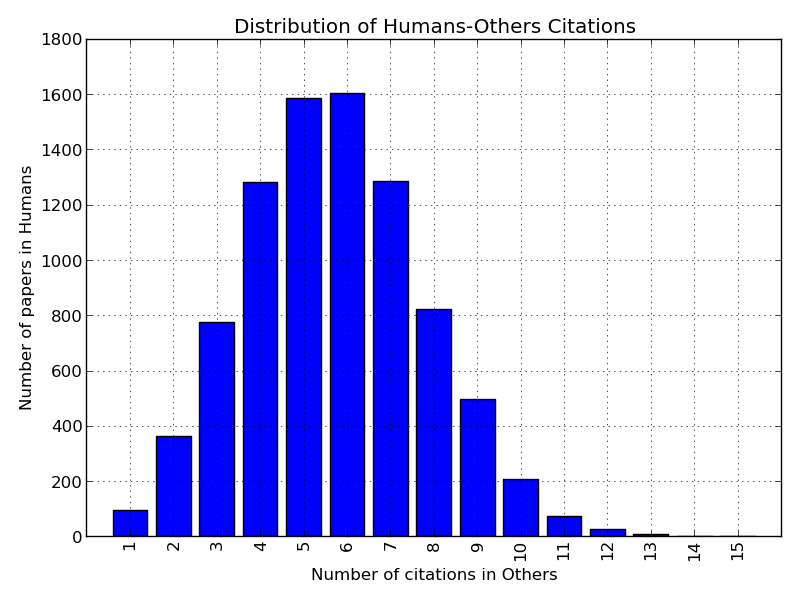 Distribution of Humans-Others Citations
1800
1600
1400
1200
1000
800
600
400
200
0
Number of papers in Humans
1 2 3 4 5 6 7 8 9 10 11 12 13 14 15
Number of citations in Others